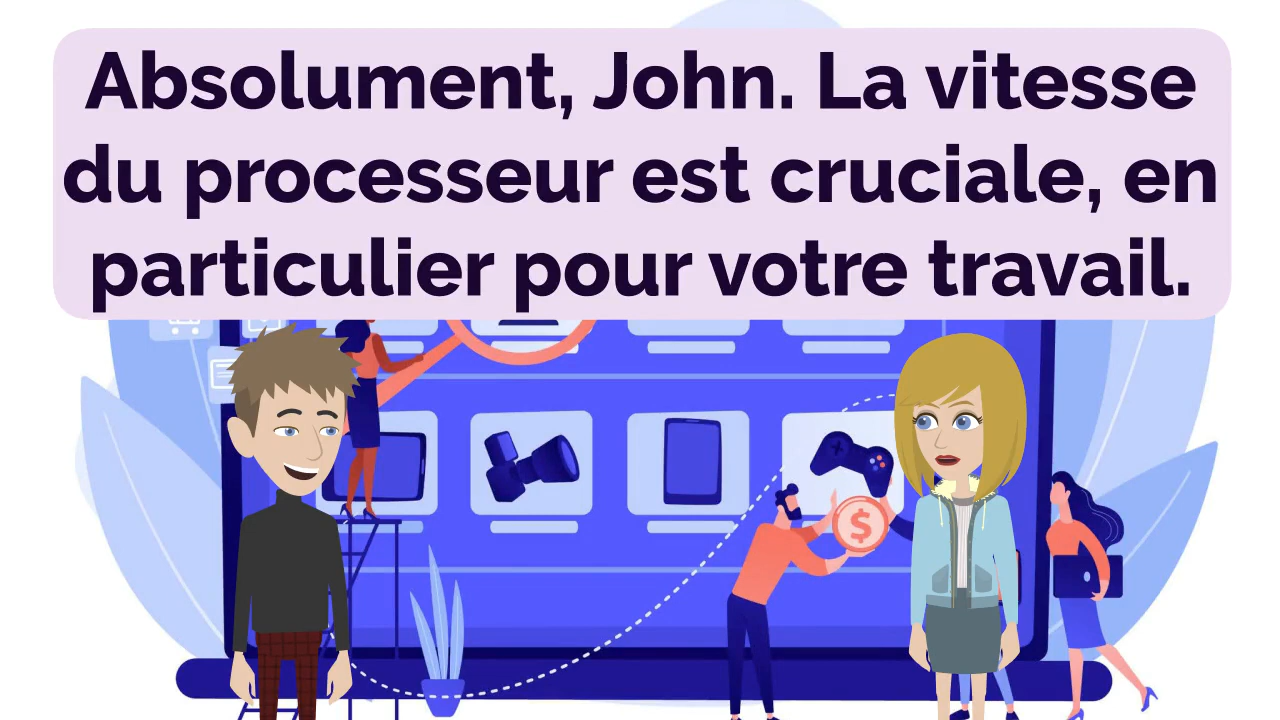 Absolument, John. La vitesse
du processeur est cruciale, en
particulier pour votre travail.
$